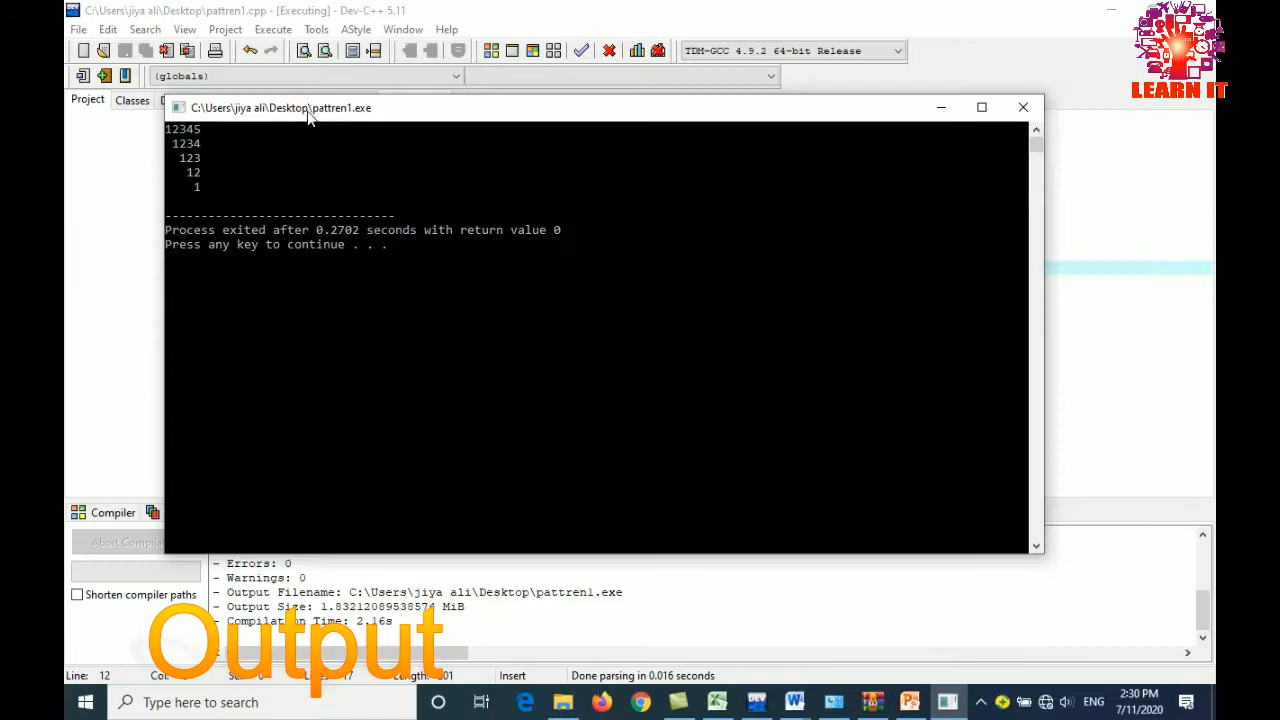 C:\Users\jiya ali\Desktop\pattren1.cpp - [Executing] - Dev-C++ 5.11
File Edit Search View Project Execute Tools AStyle Window Help
TDM-GCC 4.9.2 64-bit Release
(globals)
LEARN IT
Project Classes
C:\Users\jiya ali\Desktop\pattren1.exe
12345
 1234
  123
   12
    1
--------------------------------
Process exited after 0.2702 seconds with return value 0
Press any key to continue . . .
Compiler
Abort
- Errors: 0
- Warnings: 0
Shorten compiler paths
- Output Filename: C:\Users\jiya ali\Desktop\pattren1.exe
- Output Size: 1.83212089538574 MiB
- Compilation Time: 2.16s
Output
Line: 12
Insert
Done parsing in 0.016 seconds
Type here to search
ENG
2:30 PM
7/11/2020